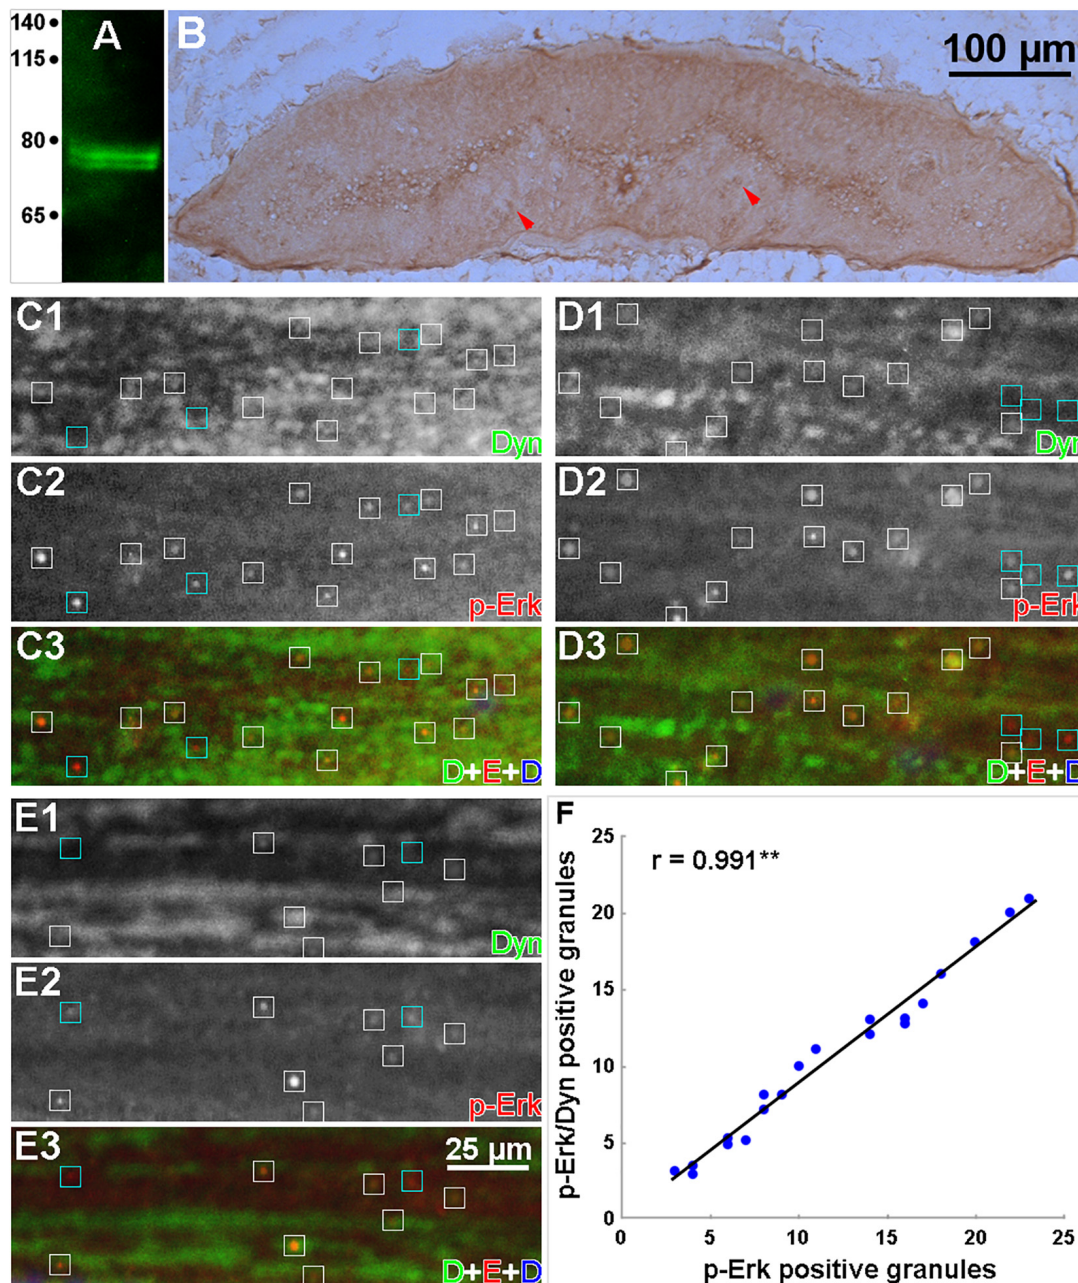 A
140
115
80
65
B
100 µm
C1
Dyn
C2
p-Erk
C3
D+E+D
D1
Dyn
D2
p-Erk
D3
D+E+D
E1
Dyn
E2
p-Erk
E3
25 µm
D+E+D
F
r = 0.991**
p-Erk/Dyn positive granules
25
20
15
10
5
0
0 5 10 15 20 25
p-Erk positive granules